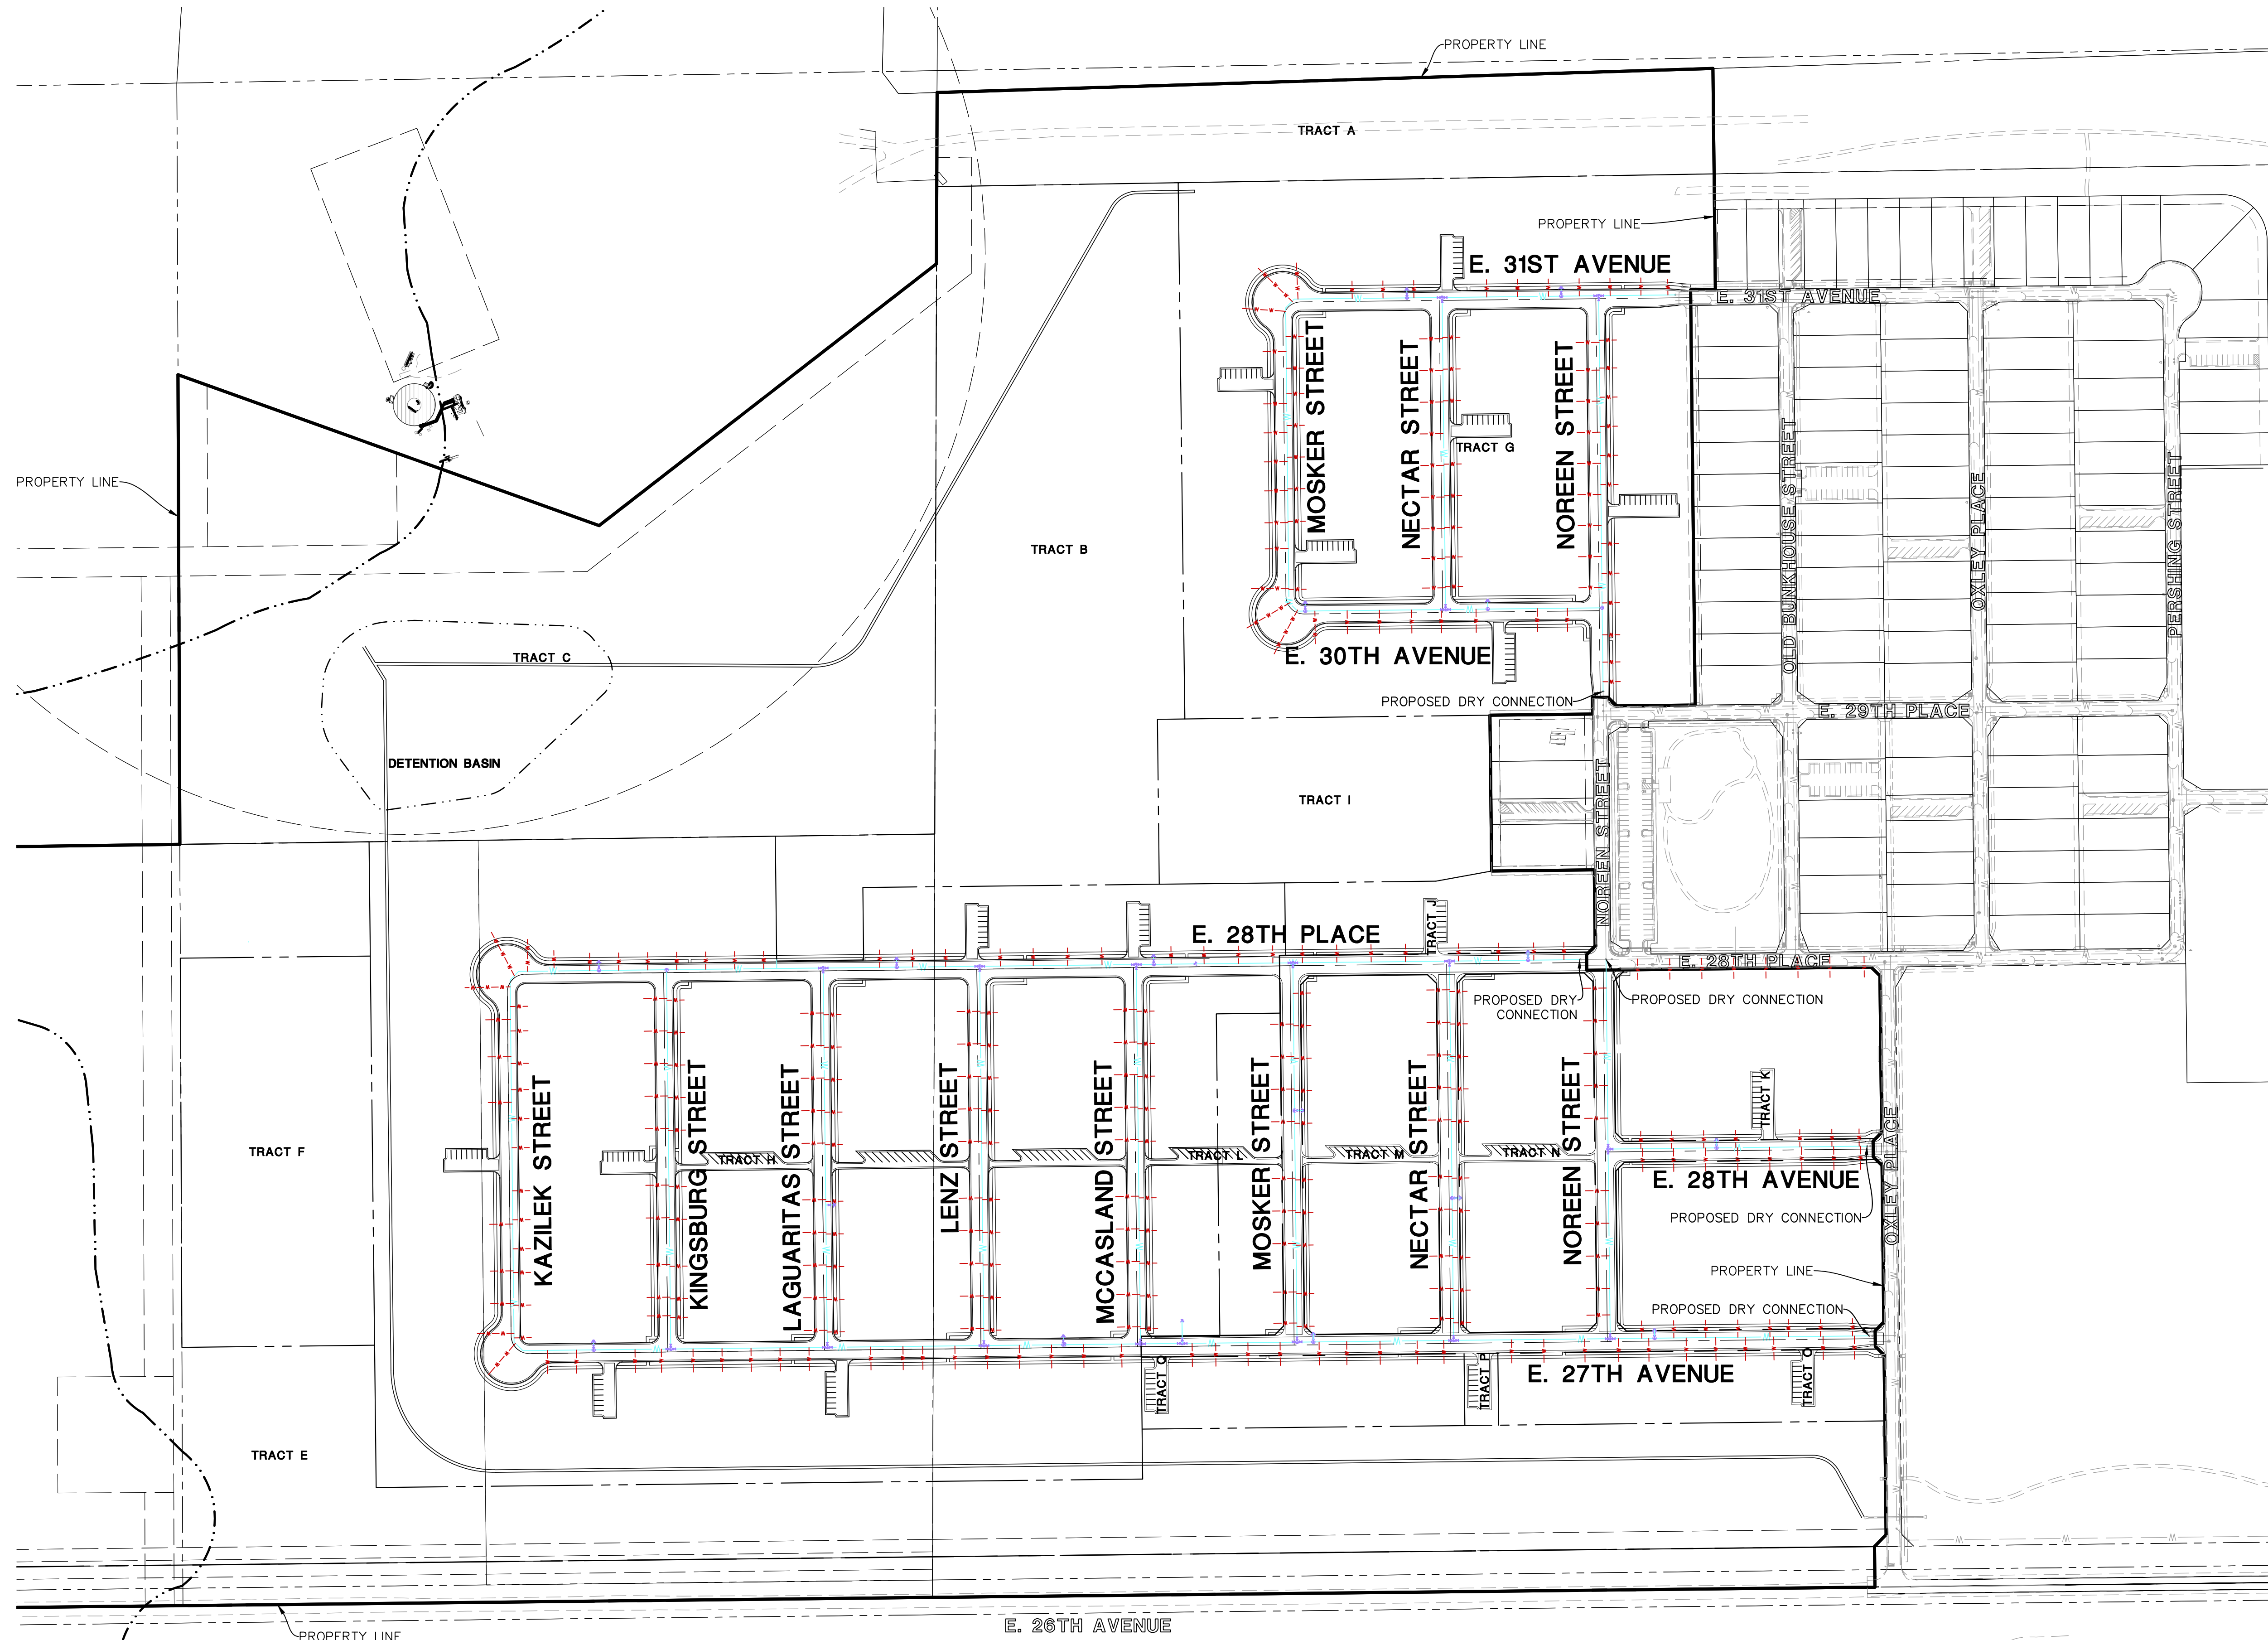 PROPERTY LINE
TRACT A
PROPERTY LINE
E. 31ST AVENUE
E. 31ST AVENUE
MOSKER STREET
NECTAR STREET
NOREEN STREET
TRACT G
OLD BUNKHOUSE STREET
OXLEY PLACE
PERSHING STREET
PROPERTY LINE
TRACT B
TRACT C
E. 30TH AVENUE
PROPOSED DRY CONNECTION
E. 29TH PLACE
DETENTION BASIN
TRACT I
NOREEN STREET
TRACT J
E. 28TH PLACE
E. 28TH PLACE
PROPOSED DRY
CONNECTION
PROPOSED DRY CONNECTION
KAZILEK STREET
KINGSBURG STREET
LAGUARITAS STREET
LENZ STREET
MCCASLAND STREET
MOSKER STREET
NECTAR STREET
NOREEN STREET
TRACT K
TRACT F
TRACT H
TRACT L
TRACT M
TRACT N
E. 28TH AVENUE
OXLEY PLACE
PROPOSED DRY CONNECTION
PROPERTY LINE
PROPOSED DRY CONNECTION
TRACT Q
TRACT P
TRACT O
E. 27TH AVENUE
TRACT E
E. 26TH AVENUE
PROPERTY LINE